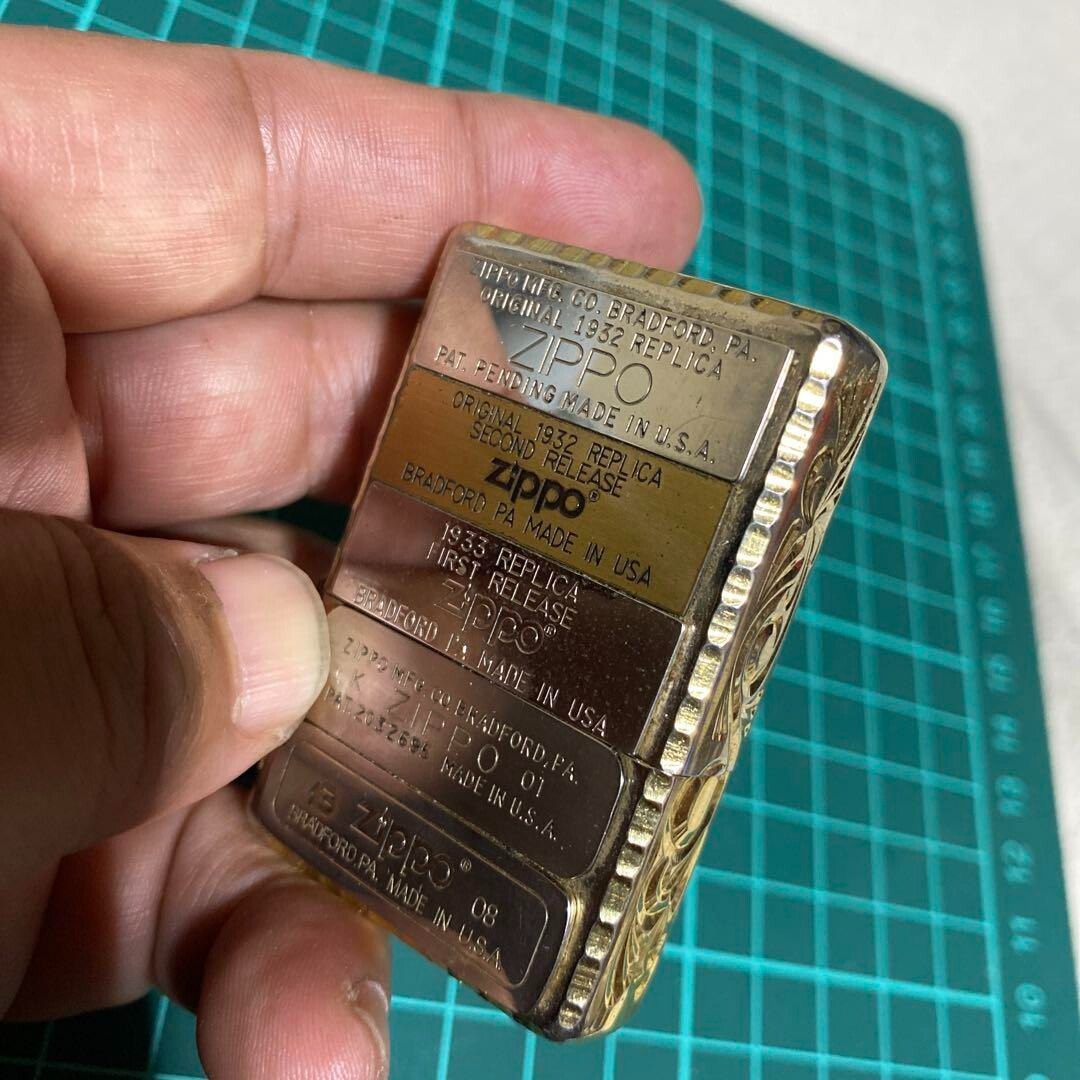 ZIPPO MFG. CO. BRADFORD, PA.
ORIGINAL 1932 REPLICA
ZIPPO
PAT. PENDING MADE IN U.S.A.
ORIGINAL 1932 REPLICA
SECOND RELEASE
zippo®
BRADFORD PA MADE IN USA
1933 REPLICA
FIRST RELEASE
zippo®
BRADFORD PA. MADE IN USA
ZIPPO MFG. CO. BRADFORD, PA.
K ZIPPO 01
PAT. 2032695 MADE IN U.S.A.
B Zippo® 08
BRADFORD, PA. MADE IN U.S.A.